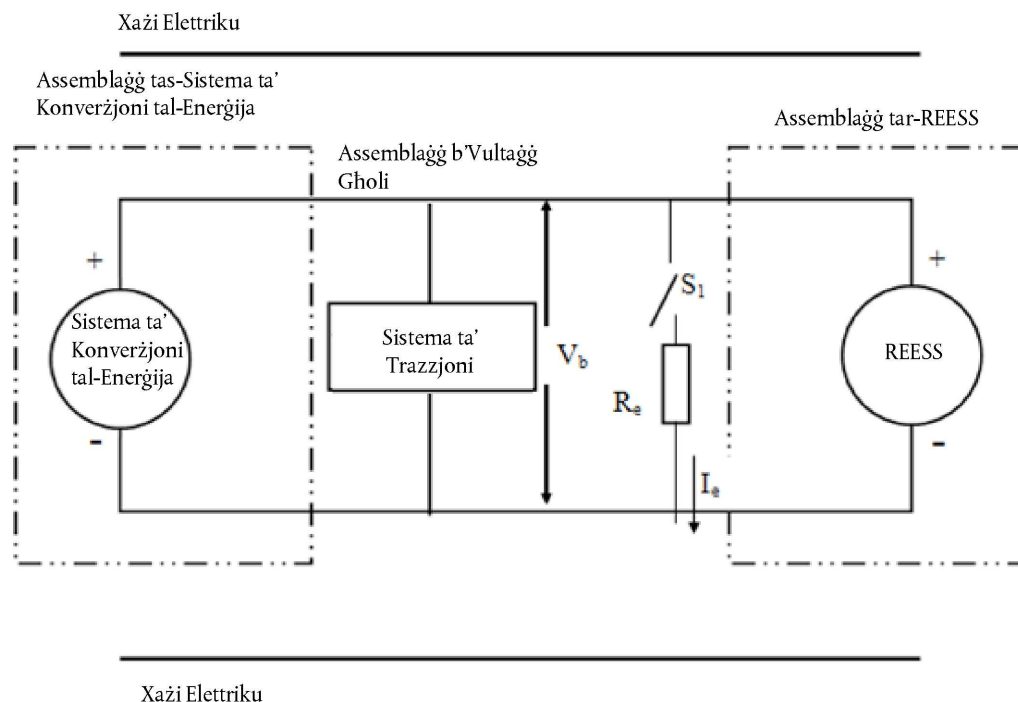 Xażi Elettriku
Assemblaġġ tas-Sistema ta’
Konverżjoni tal-Enerġija
Assemblaġġ tar-REESS
Assemblaġġ b’Vultaġġ
Għoli
+
+
S1
Sistema ta’
Konverżjoni
tal-Enerġija
Sistema ta’
Trazzjoni
Vb
REESS
Re
-
-
Ie
Xażi Elettriku